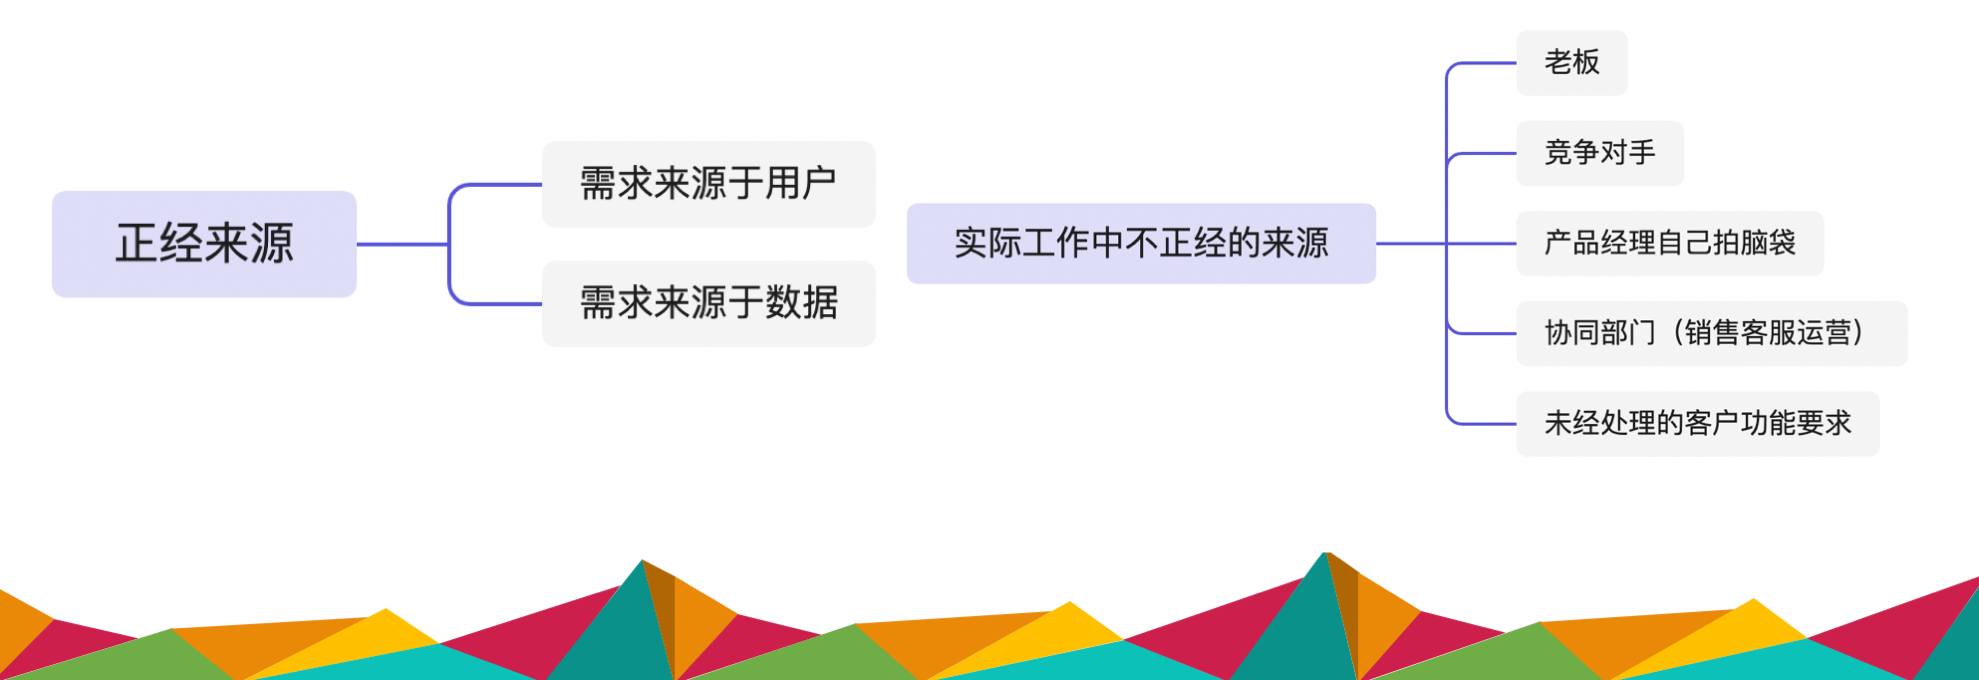 正经来源
需求来源于用户
需求来源于数据
实际工作中不正经的来源
老板
竞争对手
产品经理自己拍脑袋
协同部门（销售客服运营）
未经处理的客户功能要求